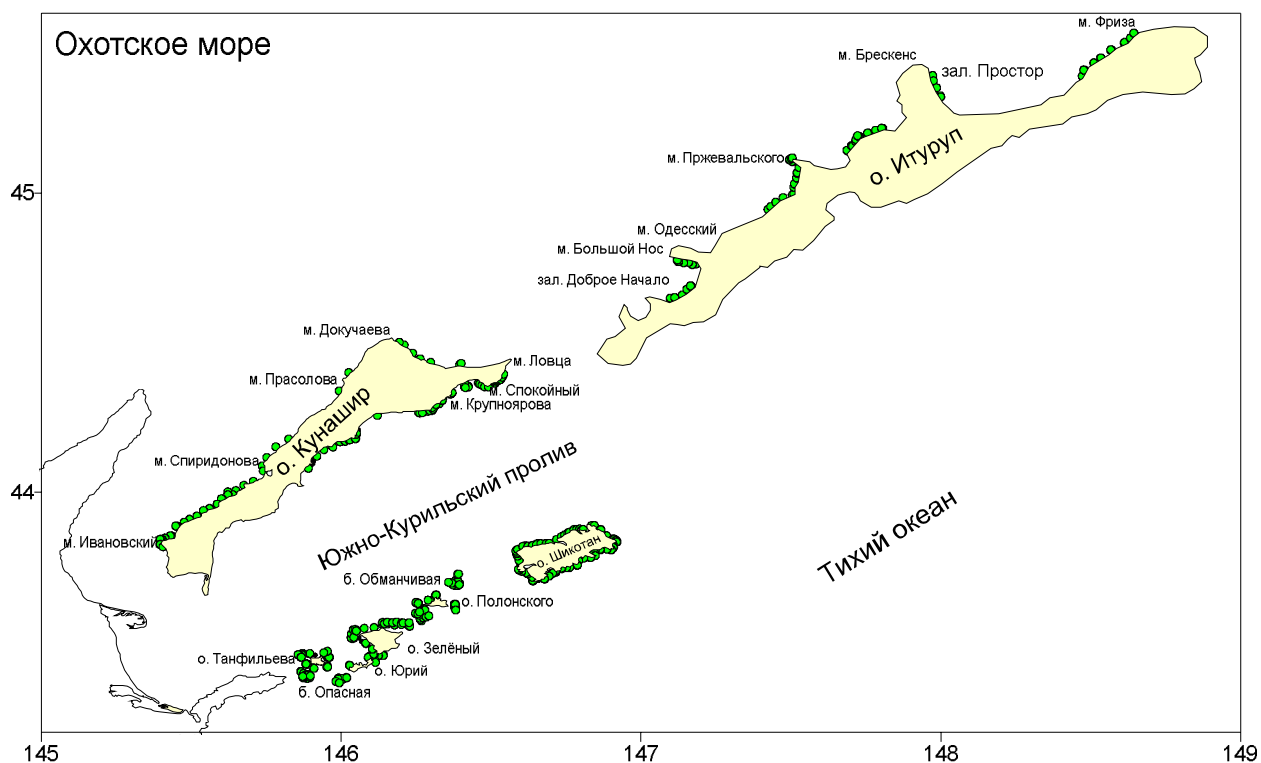 м. Фриза
Охотское море
м. Брескенс
зал. Простор
о. Итуруп
м. Пржевальского
45
м. Одесский
м. Большой Нос
зал. Доброе Начало
м. Докучаева
м. Ловца
м. Прасолова
м. Спокойный
м. Крупноярова
о. Кунашир
м. Спиридонова
44
Южно-Курильский пролив
Тихий океан
м. Ивановский
о. Шикотан
б. Обманчивая
о. Полонского
о. Зелёный
о. Танфильева
о. Юрий
б. Опасная
145
146
147
148
149